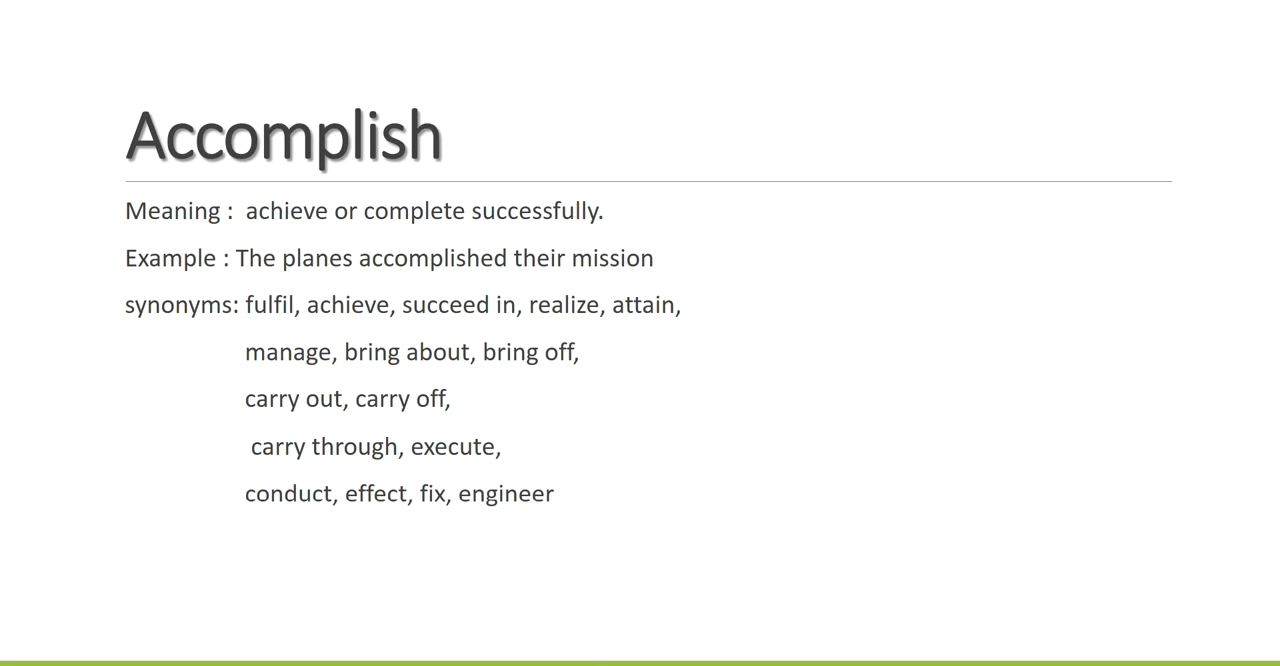 Accomplish
Meaning :  achieve or complete successfully.
Example : The planes accomplished their mission
synonyms: fulfil, achieve, succeed in, realize, attain,
manage, bring about, bring off,
carry out, carry off,
carry through, execute,
conduct, effect, fix, engineer